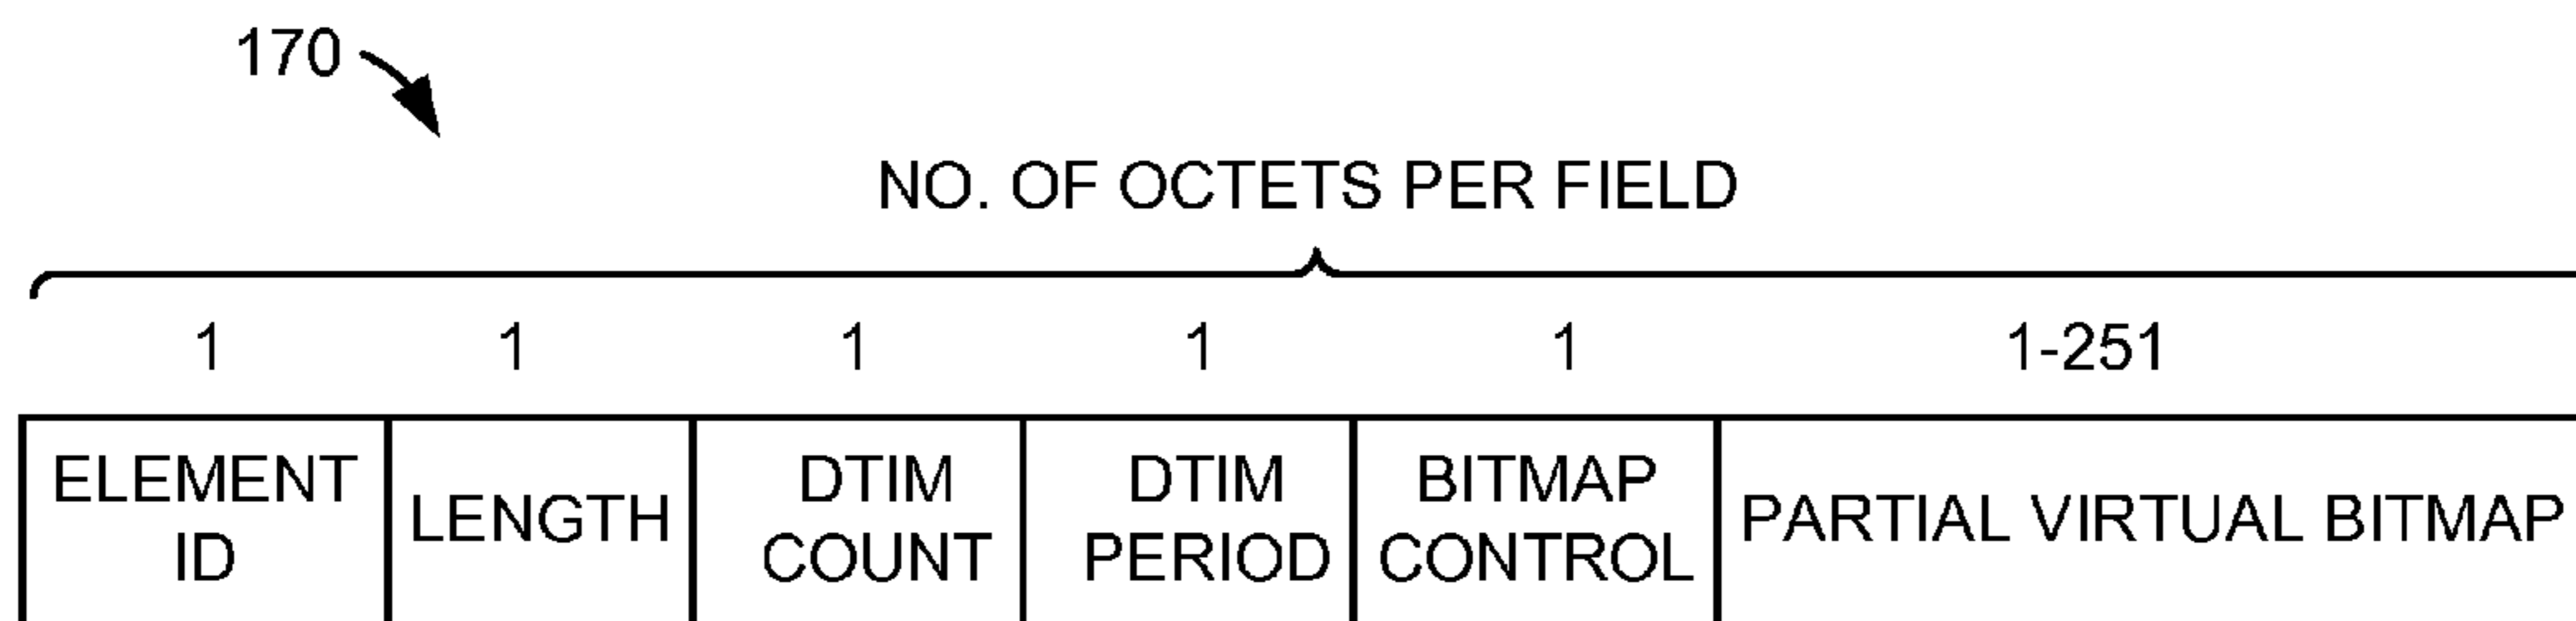 170
NO. OF OCTETS PER FIELD
1 1 1 1 1 1-251
ELEMENT ID LENGTH DTIM COUNT DTIM PERIOD BITMAP CONTROL PARTIAL VIRTUAL BITMAP